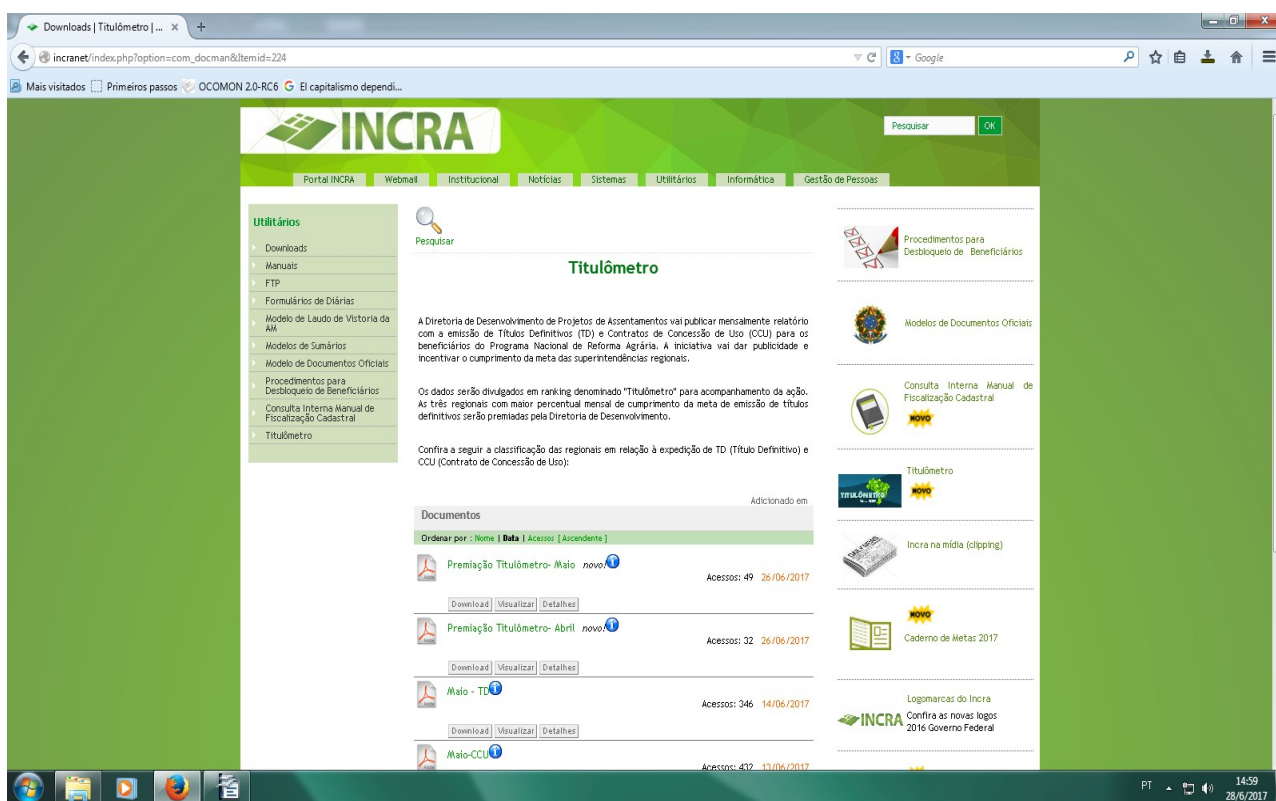 Downloads | Titulômetro | ...
incranet/index.php?option=com_docman&Itemid=224
Google
Mais visitados
Primeiros passos
OCOMON 2.0-RC6
El capitalismo dependi...
INCRA
Pesquisar
OK
Portal INCRA
Webmail
Institucional
Notícias
Sistemas
Utilitários
Informática
Gestão de Pessoas
Utilitários
Downloads
Manuais
FTP
Formulários de Diárias
Modelo de Laudo de Vistoria da
AM
Modelos de Sumários
Modelo de Documentos Oficiais
Procedimentos para
Desbloqueio de Beneficiários
Consulta Interna Manual de
Fiscalização Cadastral
Titulômetro
Pesquisar
Titulômetro
A Diretoria de Desenvolvimento de Projetos de Assentamentos vai publicar mensalmente relatório
com a emissão de Títulos Definitivos (TD) e Contratos de Concessão de Uso (CCU) para os
beneficiários do Programa Nacional de Reforma Agrária. A iniciativa vai dar publicidade e
incentivar o cumprimento da meta das superintendências regionais.
Os dados serão divulgados em ranking denominado "Titulômetro" para acompanhamento da ação.
As três regionais com maior percentual mensal de cumprimento da meta de emissão de títulos
definitivos serão premiadas pela Diretoria de Desenvolvimento.
Confira a seguir a classificação das regionais em relação à expedição de TD (Título Definitivo) e
CCU (Contrato de Concessão de Uso):
Adicionado em
Documentos
Ordenar por : Nome | Data | Acessos [ Ascendente ]
Premiação Titulômetro- Maio novo!
Acessos: 49 26/06/2017
Download Visualizar Detalhes
Premiação Titulômetro- Abril novo!
Acessos: 32 26/06/2017
Download Visualizar Detalhes
Maio - TD
Acessos: 346 14/06/2017
Download Visualizar Detalhes
Maio-CCU
Acessos: 432 13/06/2017
Procedimentos para
Desbloqueio de Beneficiários
Modelos de Documentos Oficiais
Consulta Interna Manual de
Fiscalização Cadastral
NOVO
Titulômetro
TITULÔMETRO
NOVO
Incra na mídia (clipping)
NOVO
Caderno de Metas 2017
Logomarcas do Incra
INCRA
Confira as novas logos
2016 Governo Federal
PT
14:59
28/6/2017